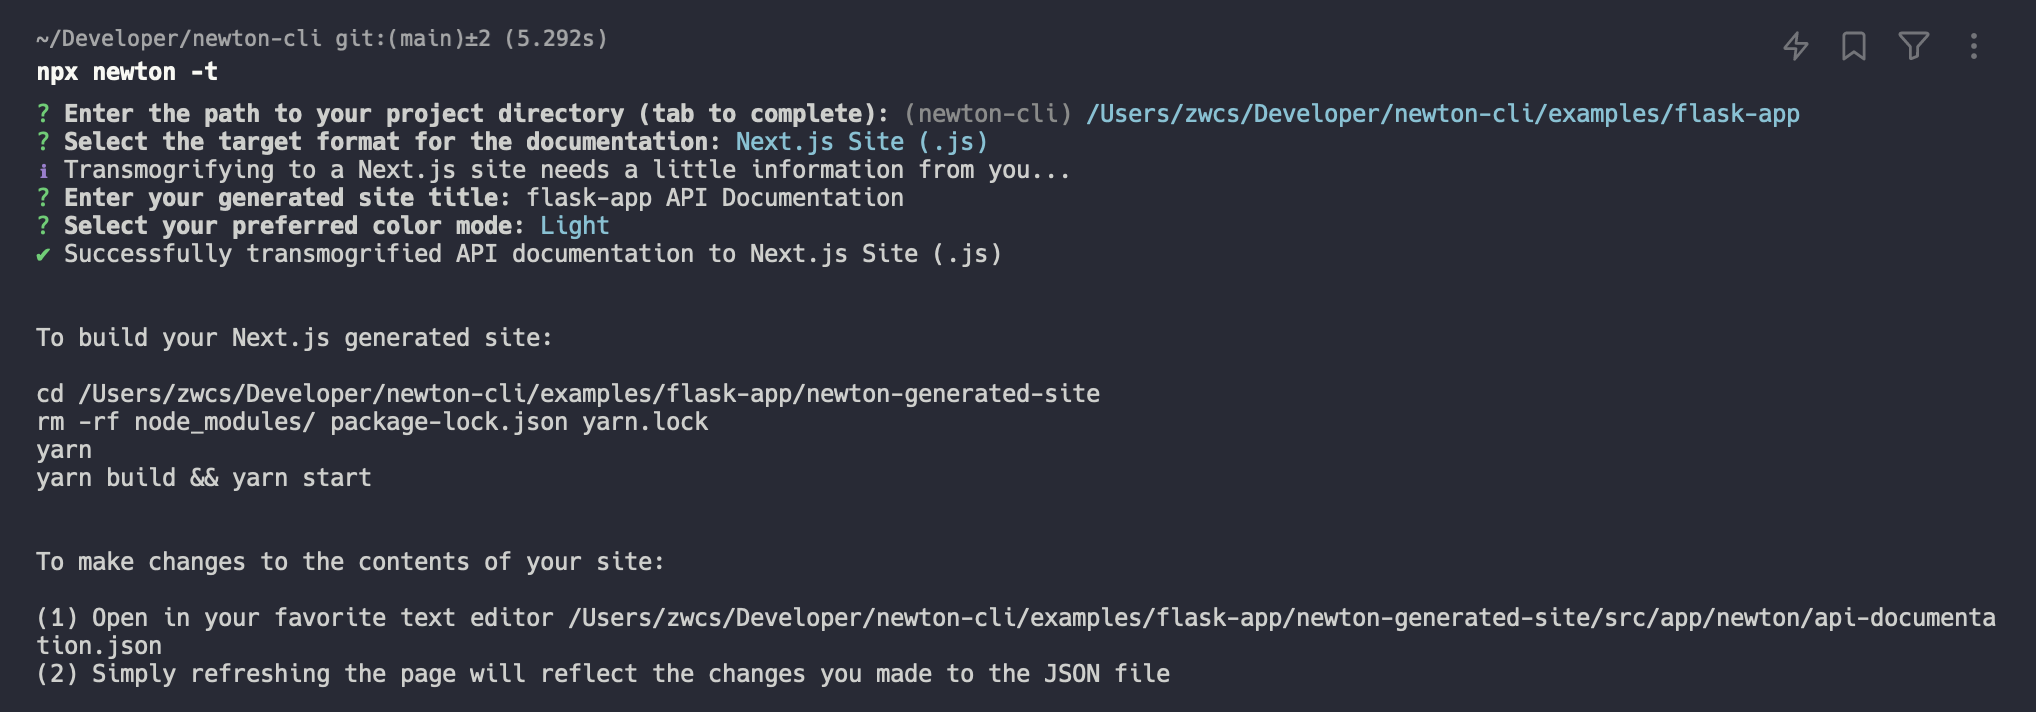 ~/Developer/newton-cli git:(main)±2 (5.292s)
npx newton -t
? Enter the path to your project directory (tab to complete): (newton-cli) /Users/zwcs/Developer/newton-cli/examples/flask-app
? Select the target format for the documentation: Next.js Site (.js)
ℹ Transmogrifying to a Next.js site needs a little information from you...
? Enter your generated site title: flask-app API Documentation
? Select your preferred color mode: Light
✔ Successfully transmogrified API documentation to Next.js Site (.js)
To build your Next.js generated site:
cd /Users/zwcs/Developer/newton-cli/examples/flask-app/newton-generated-site
rm -rf node_modules/ package-lock.json yarn.lock
yarn
yarn build && yarn start
To make changes to the contents of your site:
(1) Open in your favorite text editor /Users/zwcs/Developer/newton-cli/examples/flask-app/newton-generated-site/src/app/newton/api-documenta
tion.json
(2) Simply refreshing the page will reflect the changes you made to the JSON file